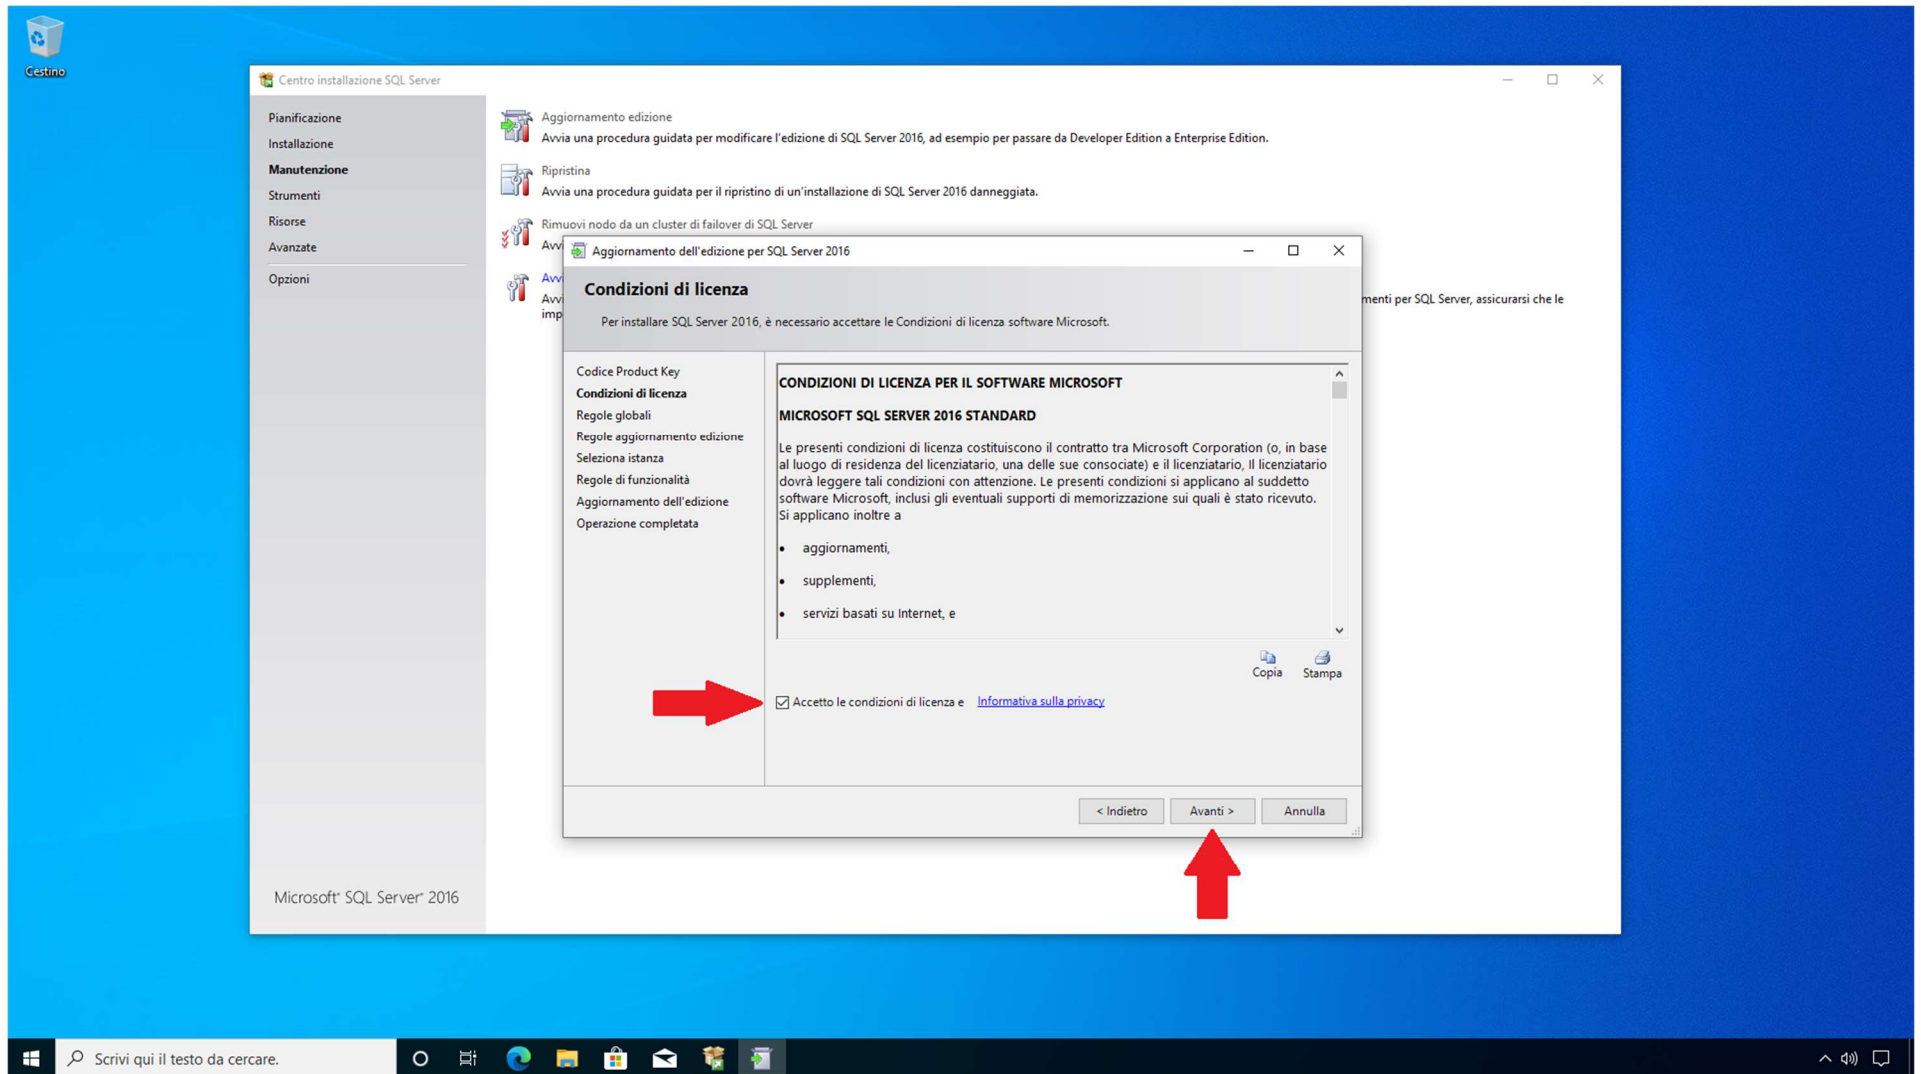 Cestino
Centro installazione SQL Server
Pianificazione
Installazione
Manutenzione
Strumenti
Risorse
Avanzate
Opzioni
Aggiornamento edizione
Avvia una procedura guidata per modificare l'edizione di SQL Server 2016, ad esempio per passare da Developer Edition a Enterprise Edition.
Ripristina
Avvia una procedura guidata per il ripristino di un'installazione di SQL Server 2016 danneggiata.
Rimuovi nodo da un cluster di failover di SQL Server
Avvi
Avvi
Avvi
menti per SQL Server, assicurarsi che le
imp
Aggiornamento dell'edizione per SQL Server 2016
Condizioni di licenza
Per installare SQL Server 2016, è necessario accettare le Condizioni di licenza software Microsoft.
Codice Product Key
Condizioni di licenza
Regole globali
Regole aggiornamento edizione
Seleziona istanza
Regole di funzionalità
Aggiornamento dell'edizione
Operazione completata
CONDIZIONI DI LICENZA PER IL SOFTWARE MICROSOFT
MICROSOFT SQL SERVER 2016 STANDARD
Le presenti condizioni di licenza costituiscono il contratto tra Microsoft Corporation (o, in base
al luogo di residenza del licenziatario, una delle sue consociate) e il licenziatario, Il licenziatario
dovrà leggere tali condizioni con attenzione. Le presenti condizioni si applicano al suddetto
software Microsoft, inclusi gli eventuali supporti di memorizzazione sui quali è stato ricevuto.
Si applicano inoltre a
• aggiornamenti,
• supplementi,
• servizi basati su Internet, e
Copia
Stampa
Accetto le condizioni di licenza e Informativa sulla privacy
< Indietro
Avanti >
Annulla
Microsoft® SQL Server® 2016
Scrivi qui il testo da cercare.